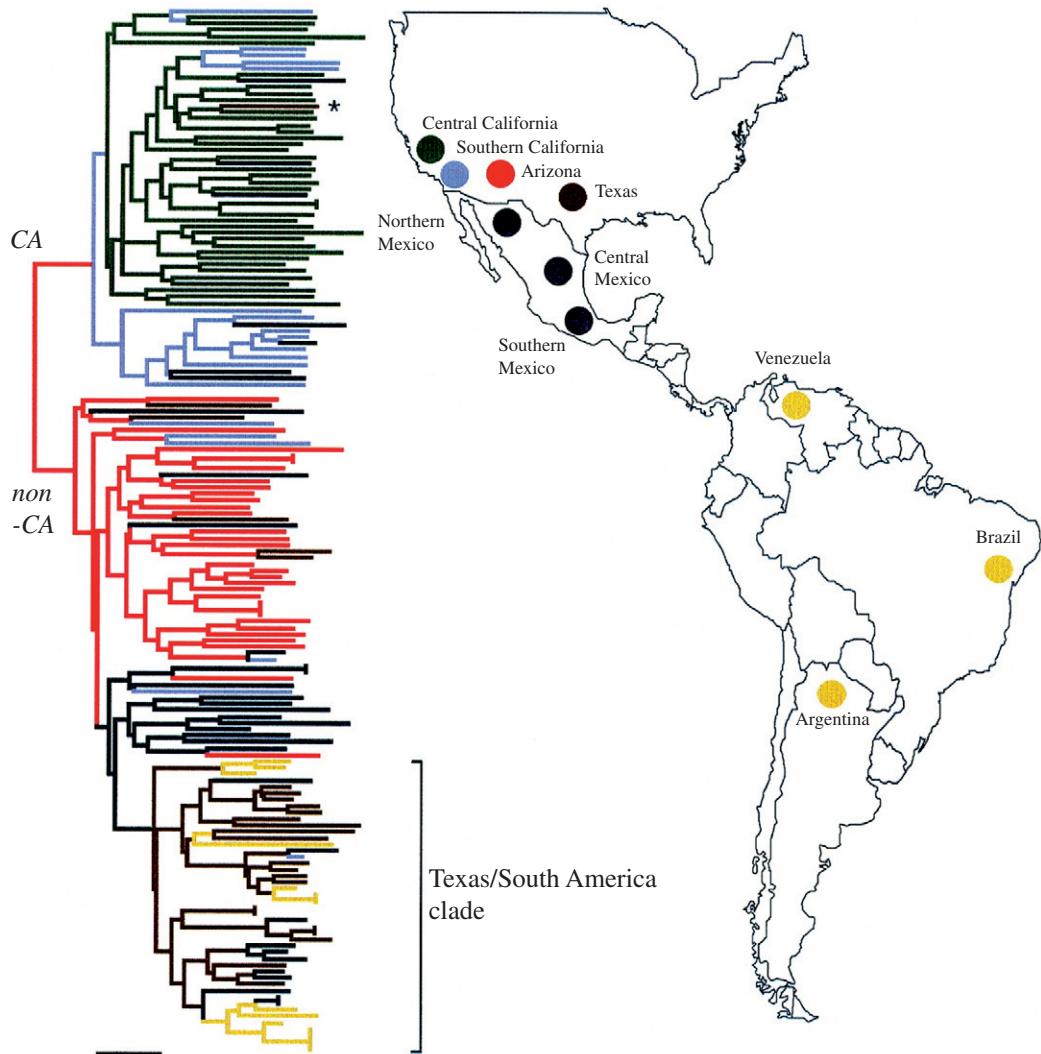 CA
non
-CA
*
Central California
Southern California
Arizona
Texas
Northern
Mexico
Central
Mexico
Southern
Mexico
Venezuela
Brazil
Argentina
Texas/South America
clade